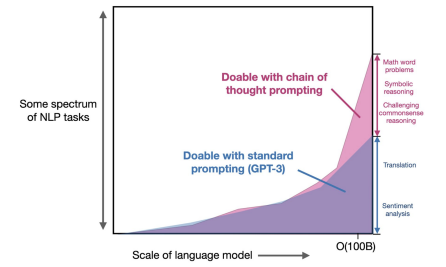 Some spectrum
of NLP tasks
Doable with chain of
thought prompting
Doable with standard
prompting (GPT-3)
Math word
problems
Symbolic
reasoning
Challenging
commonsense
reasoning
Translation
Sentiment
analysis
O(100B)
Scale of language model